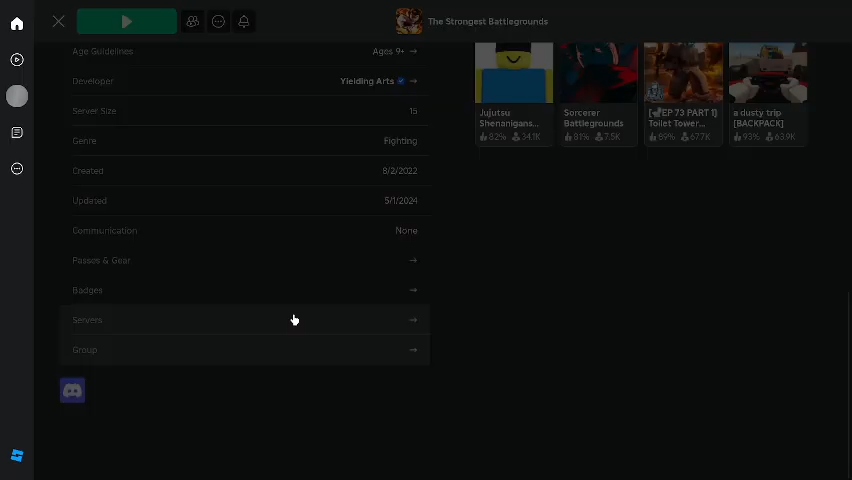 The Strongest Battlegrounds
Age Guidelines Ages 9+
Developer Yielding Arts
Server Size 15
Genre Fighting
Created 8/2/2022
Updated 5/1/2024
Communication None
Passes & Gear
Badges
Servers
Group
Jujutsu
Shenanigans...
82% 34.1K
Sorcerer
Battlegrounds
81% 7.5K
[🚽EP 73 PART 1]
Toilet Tower...
89% 67.7K
a dusty trip
[BACKPACK]
93% 63.9K